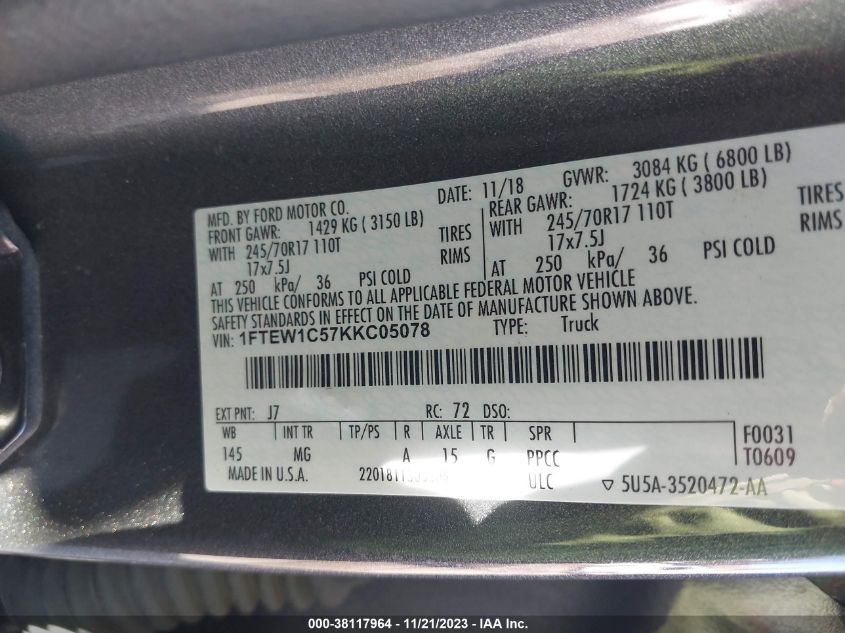 MFD. BY FORD MOTOR CO.
DATE: 11/18 GVWR: 3084 KG ( 6800 LB)
FRONT GAWR: 1429 KG ( 3150 LB) REAR GAWR: 1724 KG ( 3800 LB)
WITH 245/70R17 110T TIRES WITH 245/70R17 110T TIRES
17x7.5J RIMS 17x7.5J RIMS
AT 250 kPa/ 36 PSI COLD AT 250 kPa/ 36 PSI COLD
THIS VEHICLE CONFORMS TO ALL APPLICABLE FEDERAL MOTOR VEHICLE
SAFETY STANDARDS IN EFFECT ON THE DATE OF MANUFACTURE SHOWN ABOVE.
VIN: 1FTEW1C57KKC05078 TYPE: Truck
EXT PNT: J7 RC: 72 DSO:
WB INT TR TP/PS R AXLE TR SPR F0031
145 MG A 15 G PPCC T0609
MADE IN U.S.A. ULC ▽ 5U5A-3520472-AA
000-38117964 - 11/21/2023 - IAA Inc.